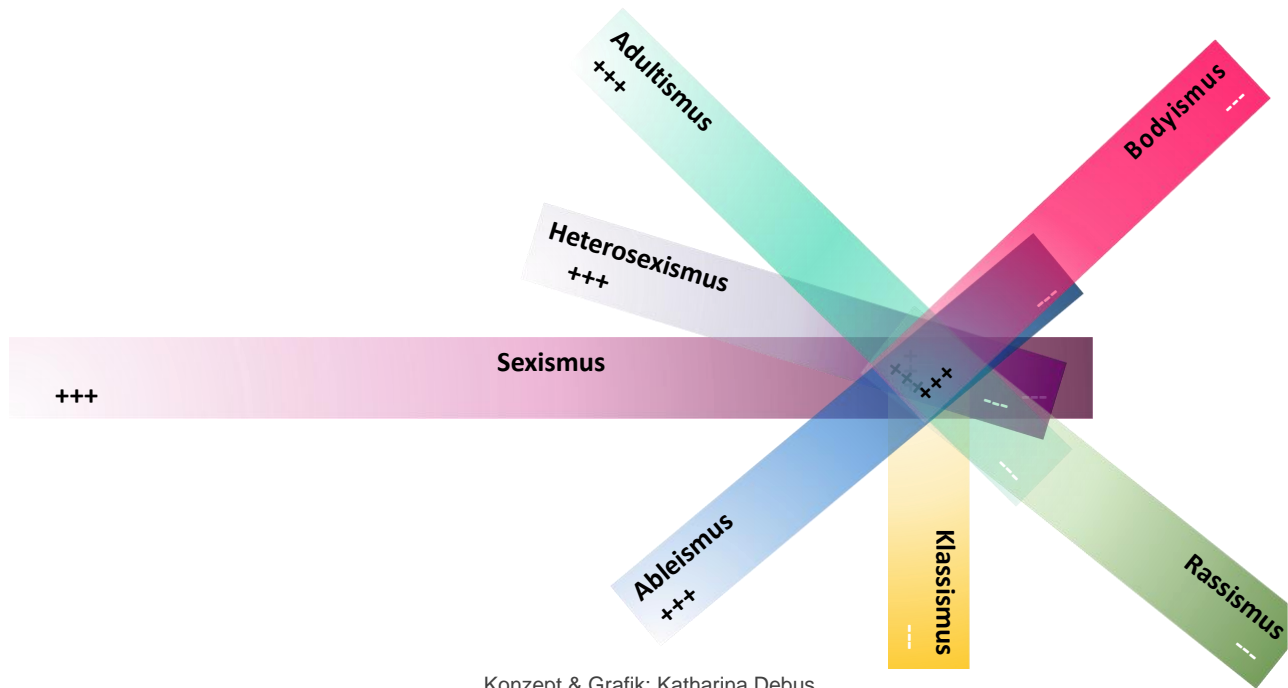 Adultismus
+++
Bodyismus
---
Heterosexismus
+++
---
Sexismus
+++
---
---
+++
+++
---
Ableismus
+++
Klassismus
---
Rassismus
---
Konzept & Grafik: Katharina Debus